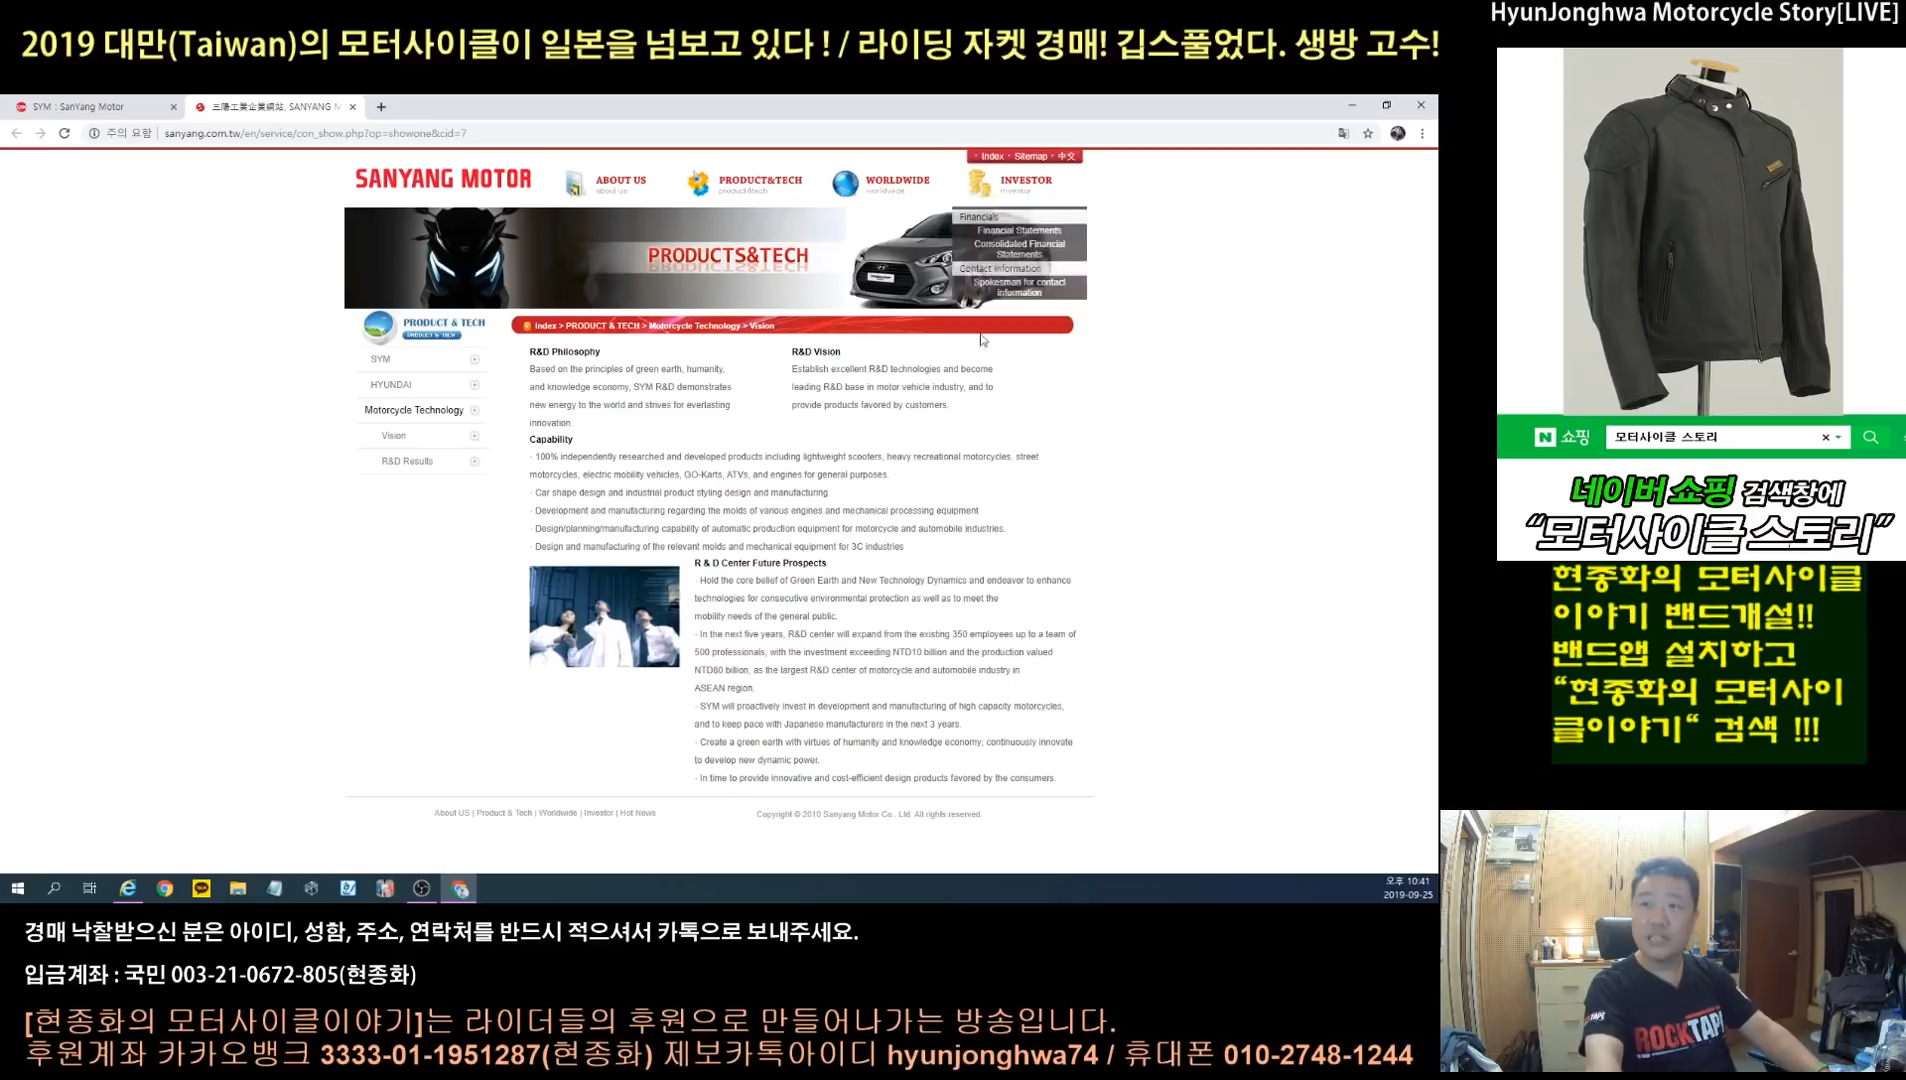 2019 대만(Taiwan)의 모터사이클이 일본을 넘보고 있다 ! / 라이딩 자켓 경매! 깁스풀었다. 생방 고수!
HyunJonghwa Motorcycle Story[LIVE]
SYM : SanYang Motor
三陽工業企業網站, SANYANG M
주의 요함
sanyang.com.tw/en/service/con_show.php?op=showone&cid=7
· Index · Sitemap · 中文
SANYANG MOTOR
ABOUT US
about us
PRODUCT&TECH
product&tech
WORLDWIDE
worldwide
INVESTOR
investor
Financials
Financial Statements
Consolidated Financial
Statements
Contact information
Spokesman for contact
information
PRODUCTS&TECH
PRODUCT & TECH
PRODUCT & TECH
SYM
HYUNDAI
Motorcycle Technology
Vision
R&D Results
Index > PRODUCT & TECH > Motorcycle Technology > Vision
R&D Philosophy
Based on the principles of green earth, humanity,
and knowledge economy, SYM R&D demonstrates
new energy to the world and strives for everlasting
innovation.
R&D Vision
Establish excellent R&D technologies and become
leading R&D base in motor vehicle industry, and to
provide products favored by customers.
Capability
· 100% independently researched and developed products including lightweight scooters, heavy recreational motorcycles, street
motorcycles, electric mobility vehicles, GO-Karts, ATVs, and engines for general purposes.
· Car shape design and industrial product styling design and manufacturing
· Development and manufacturing regarding the molds of various engines and mechanical processing equipment
· Design/planning/manufacturing capability of automatic production equipment for motorcycle and automobile industries.
· Design and manufacturing of the relevant molds and mechanical equipment for 3C industries
R & D Center Future Prospects
· Hold the core belief of Green Earth and New Technology Dynamics and endeavor to enhance
technologies for consecutive environmental protection as well as to meet the
mobility needs of the general public.
· In the next five years, R&D center will expand from the existing 350 employees up to a team of
500 professionals, with the investment exceeding NTD10 billion and the production valued
NTD80 billion, as the largest R&D center of motorcycle and automobile industry in
ASEAN region.
· SYM will proactively invest in development and manufacturing of high capacity motorcycles,
and to keep pace with Japanese manufacturers in the next 3 years.
· Create a green earth with virtues of humanity and knowledge economy; continuously innovate
to develop new dynamic power.
· In time to provide innovative and cost-efficient design products favored by the consumers.
About US | Product & Tech | Worldwide | Investor | Hot News
Copyright © 2010 Sanyang Motor Co., Ltd. All rights reserved.
오후 10:41
2019-09-25
N 쇼핑
모터사이클 스토리
네이버 쇼핑 검색창에
“모터사이클 스토리”
현종화의 모터사이클
이야기 밴드개설!!
밴드앱 설치하고
“현종화의 모터사이
클이야기“ 검색 !!!
ROCKTAPE
경매 낙찰받으신 분은 아이디, 성함, 주소, 연락처를 반드시 적으셔서 카톡으로 보내주세요.
입금계좌 : 국민 003-21-0672-805(현종화)
[현종화의 모터사이클이야기]는 라이더들의 후원으로 만들어나가는 방송입니다.
후원계좌 카카오뱅크 3333-01-1951287(현종화) 제보카톡아이디 hyunjonghwa74 / 휴대폰 010-2748-1244